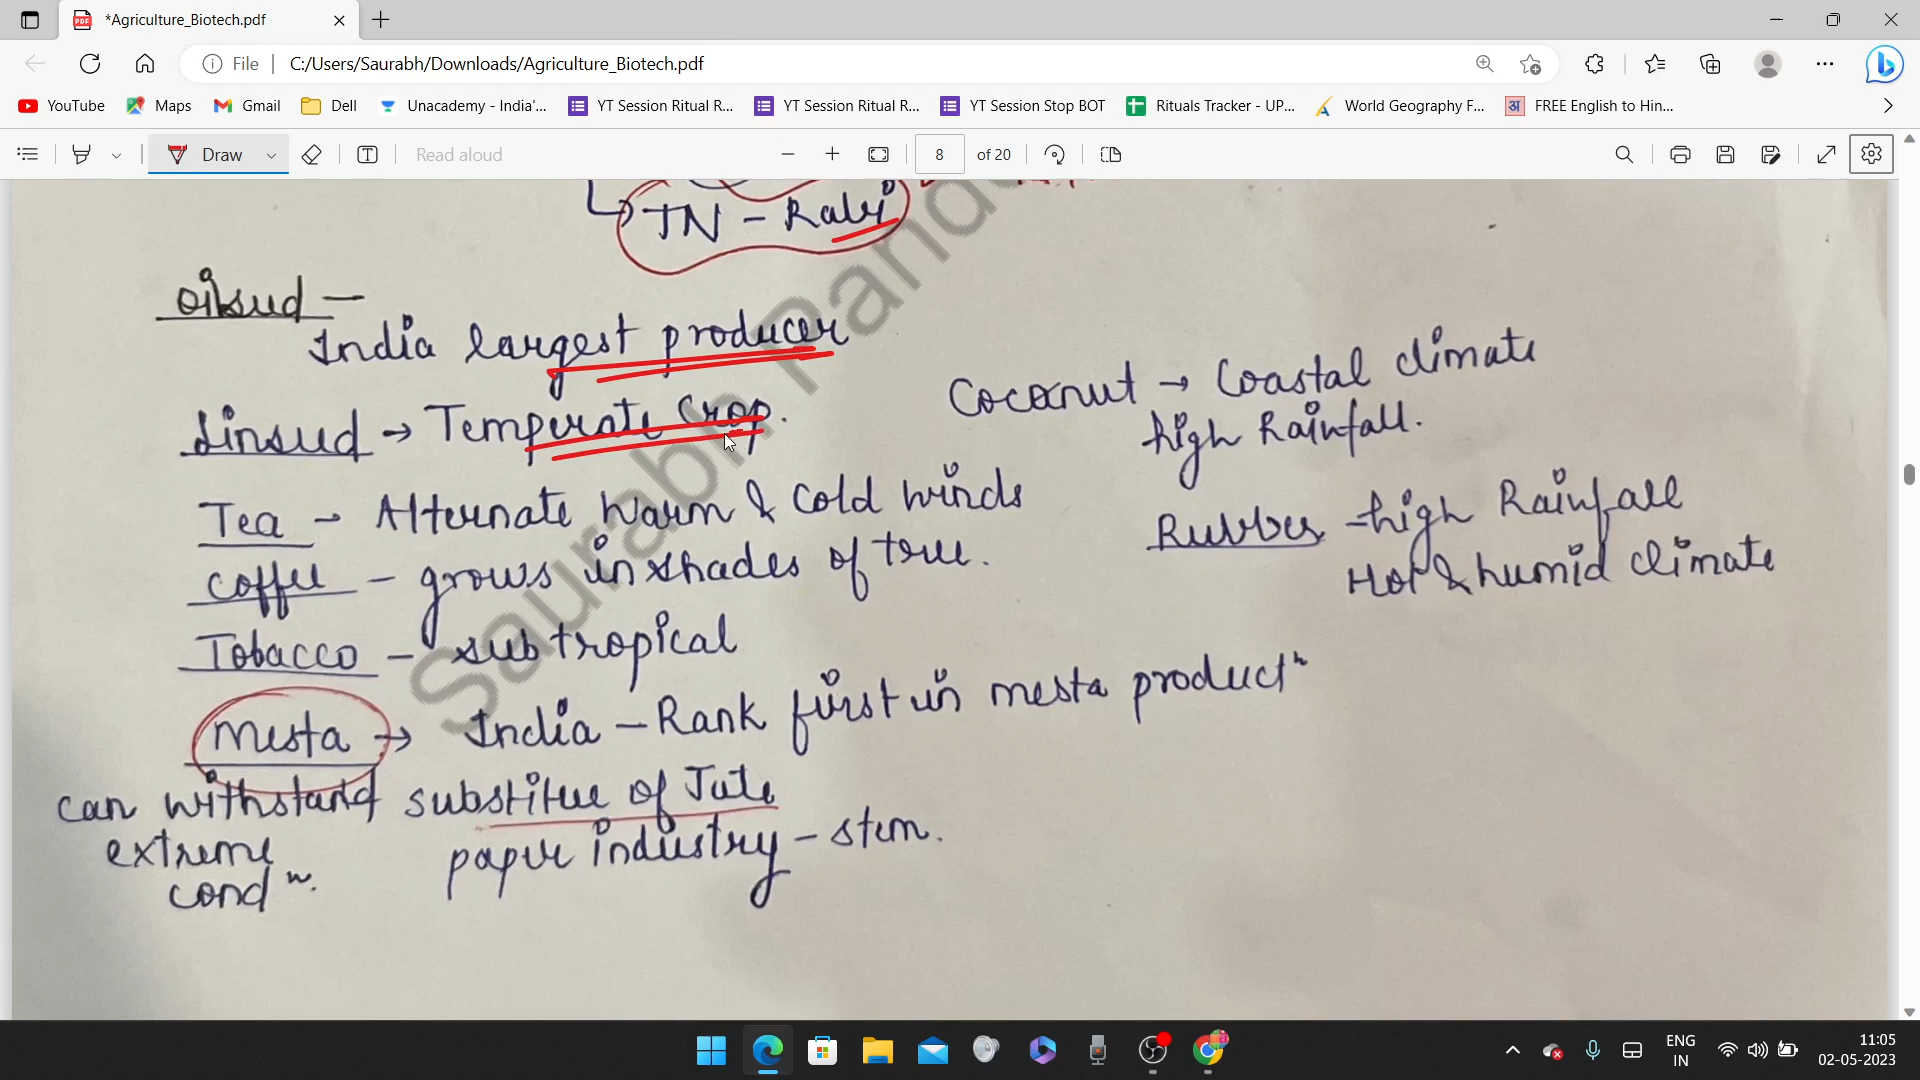 *Agriculture_Biotech.pdf
File
C:/Users/Saurabh/Downloads/Agriculture_Biotech.pdf
YouTube
Maps
Gmail
Dell
Unacademy - India'...
YT Session Ritual R...
YT Session Ritual R...
YT Session Stop BOT
Rituals Tracker - UP...
World Geography F...
अ
FREE English to Hin...
Draw
Read aloud
8
of 20
TN - Rabi
oilseed -
India largest producer
Linseed → Temperate Crop.
Tea - Alternate Warm & Cold winds
coffee - grows in shades of tree.
Tobacco - subtropical
Mesta → India - Rank first in mesta productn
can withstand
extreme
condn.
substitue of Jute
paper industry - stem.
Coconut → Coastal climate
high Rainfall.
Rubber - high Rainfall
Hot & humid climate
Saurabh Pand
ENG
IN
11:05
02-05-2023